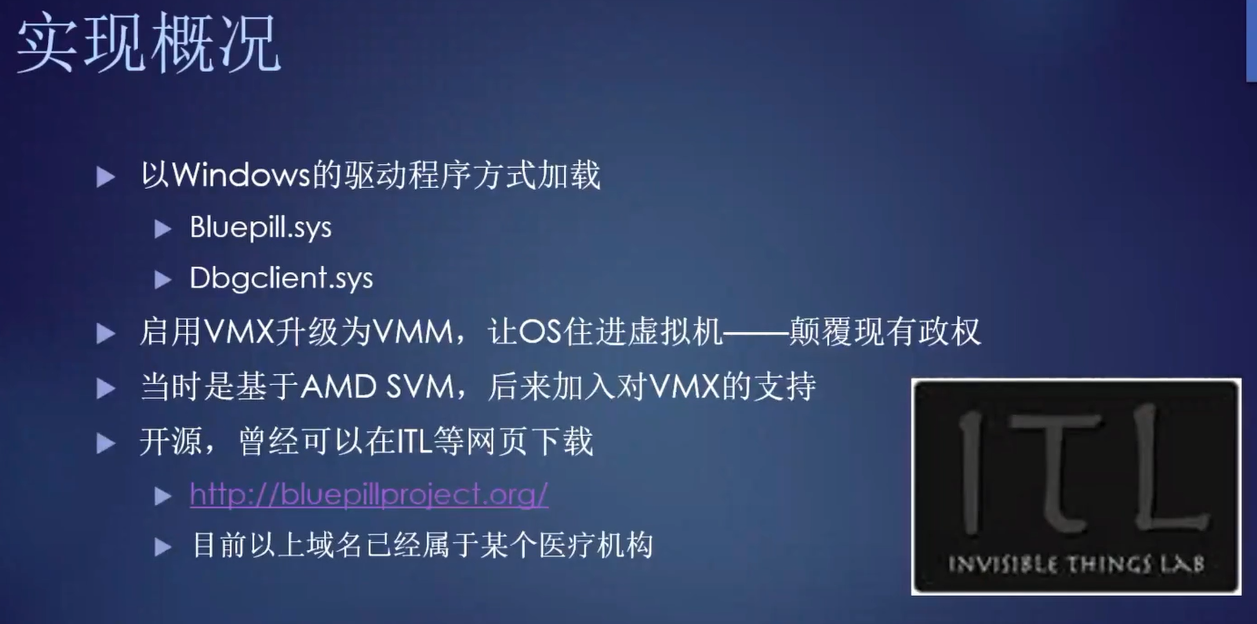 实现概况
以Windows的驱动程序方式加载
Bluepill.sys
Dbgclient.sys
启用VMX升级为VMM，让OS住进虚拟机——颠覆现有政权
当时是基于AMD SVM，后来加入对VMX的支持
开源，曾经可以在ITL等网页下载
http://bluepillproject.org/
目前以上域名已经属于某个医疗机构
ITL
INVISIBLE THINGS LAB